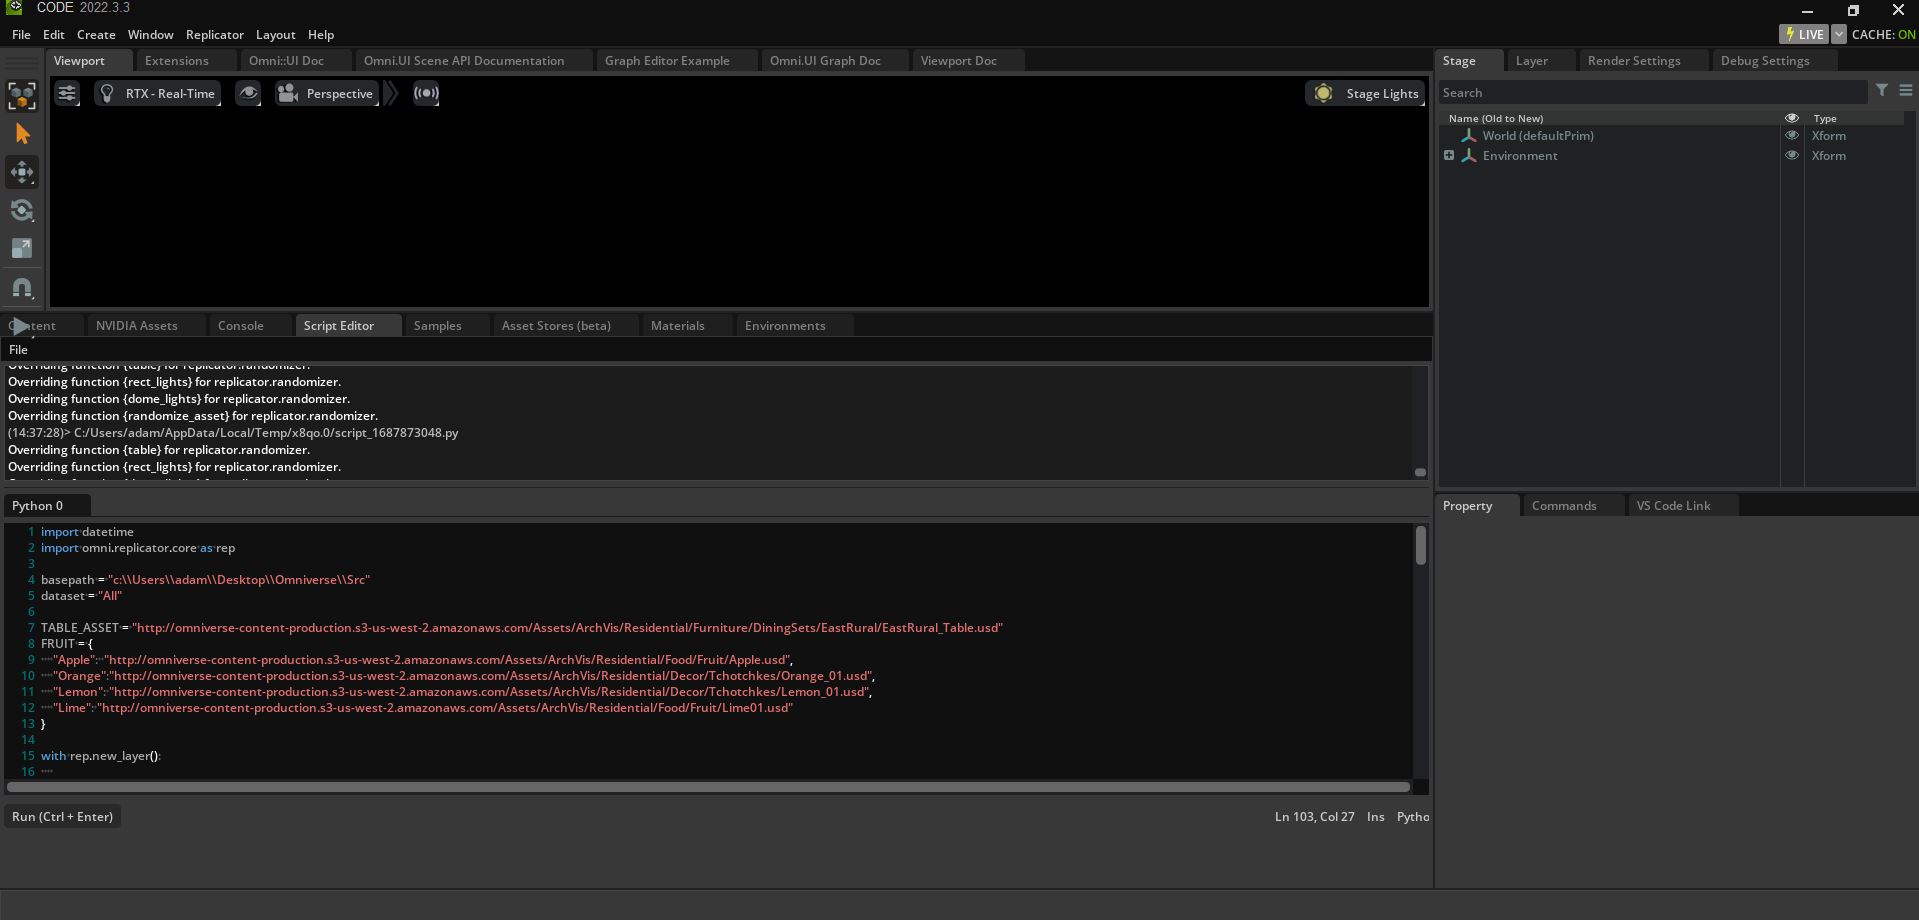 CODE 2022.3.3
File Edit Create Window Replicator Layout Help
LIVE CACHE: ON
Viewport Extensions Omni::UI Doc Omni.UI Scene API Documentation Graph Editor Example Omni.UI Graph Doc Viewport Doc
RTX - Real-Time Perspective Stage Lights
Stage Layer Render Settings Debug Settings
Search
Name (Old to New) Type
World (defaultPrim) Xform
Environment Xform
NVIDIA Assets Console Script Editor Samples Asset Stores (beta) Materials Environments
File
Overriding function {table} for replicator.randomizer.
Overriding function {rect_lights} for replicator.randomizer.
Overriding function {dome_lights} for replicator.randomizer.
Overriding function {randomize_asset} for replicator.randomizer.
(14:37:28)> C:/Users/adam/AppData/Local/Temp/x8qo.0/script_1687873048.py
Overriding function {table} for replicator.randomizer.
Overriding function {rect_lights} for replicator.randomizer.
Python 0
1 import datetime
2 import omni.replicator.core as rep
3
4 basepath = "c:\\Users\\adam\\Desktop\\Omniverse\\Src"
5 dataset = "All"
6
7 TABLE_ASSET = "http://omniverse-content-production.s3-us-west-2.amazonaws.com/Assets/ArchVis/Residential/Furniture/DiningSets/EastRural/EastRural_Table.usd"
8 FRUIT = {
9 "Apple": "http://omniverse-content-production.s3-us-west-2.amazonaws.com/Assets/ArchVis/Residential/Food/Fruit/Apple.usd",
10 "Orange":"http://omniverse-content-production.s3-us-west-2.amazonaws.com/Assets/ArchVis/Residential/Decor/Tchotchkes/Orange_01.usd",
11 "Lemon": "http://omniverse-content-production.s3-us-west-2.amazonaws.com/Assets/ArchVis/Residential/Decor/Tchotchkes/Lemon_01.usd",
12 "Lime": "http://omniverse-content-production.s3-us-west-2.amazonaws.com/Assets/ArchVis/Residential/Food/Fruit/Lime01.usd"
13 }
14
15 with rep.new_layer():
16
Run (Ctrl + Enter) Ln 103, Col 27 Ins Pytho
Property Commands VS Code Link